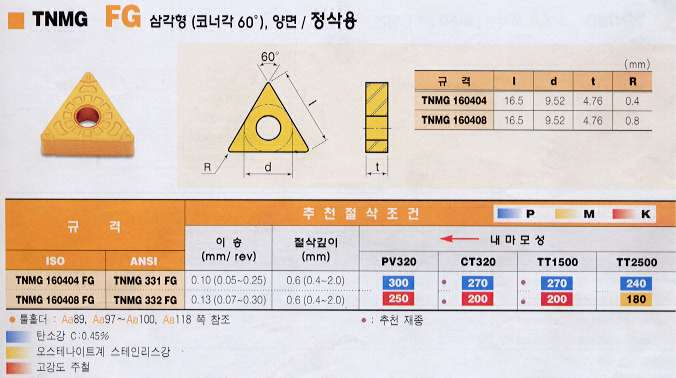 TNMG FG 삼각형 (코너각 60°), 양면 / 정삭용
(mm)
60°
l
R
d
t
규 격 l d t R
TNMG 160404 16.5 9.52 4.76 0.4
TNMG 160408 16.5 9.52 4.76 0.8
규 격 추천절삭조건 P M K
이 송 (mm/ rev) 절삭깊이 (mm) ← 내마모성
ISO ANSI PV320 CT320 TT1500 TT2500
TNMG 160404 FG TNMG 331 FG 0.10 (0.05~0.25) 0.6 (0.4~2.0) 300 • 270 • 270 240
TNMG 160408 FG TNMG 332 FG 0.13 (0.07~0.30) 0.6 (0.4~2.0) 250 • 200 • 200 180
• 툴홀더 : Aa89, Aa97~Aa100, Aa118 쪽 참조 • : 추천 재종
탄소강 C:0.45%
오스테나이트계 스테인리스강
고강도 주철